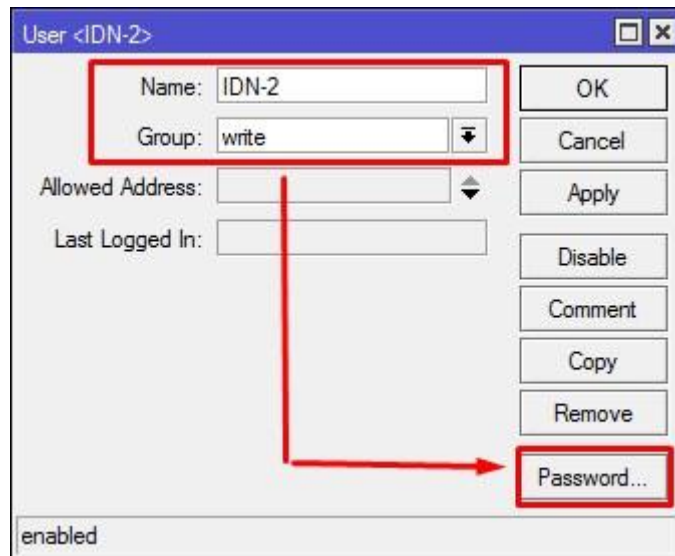 User <IDN-2>
Name: IDN-2
OK
Group: write
Cancel
Allowed Address:
Apply
Last Logged In:
Disable
Comment
Copy
Remove
Password...
enabled